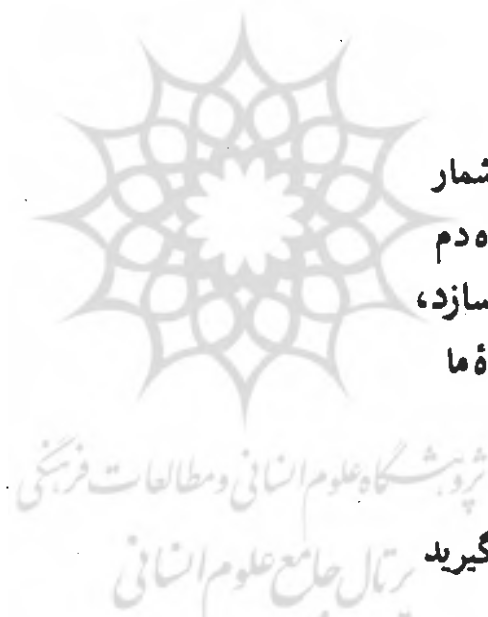 شمار
ه دم
سازد،
ۀ ما
پژوهشگاه علوم انسانی و مطالعات فرهنگی
گیرید
پرتال جامع علوم انسانی